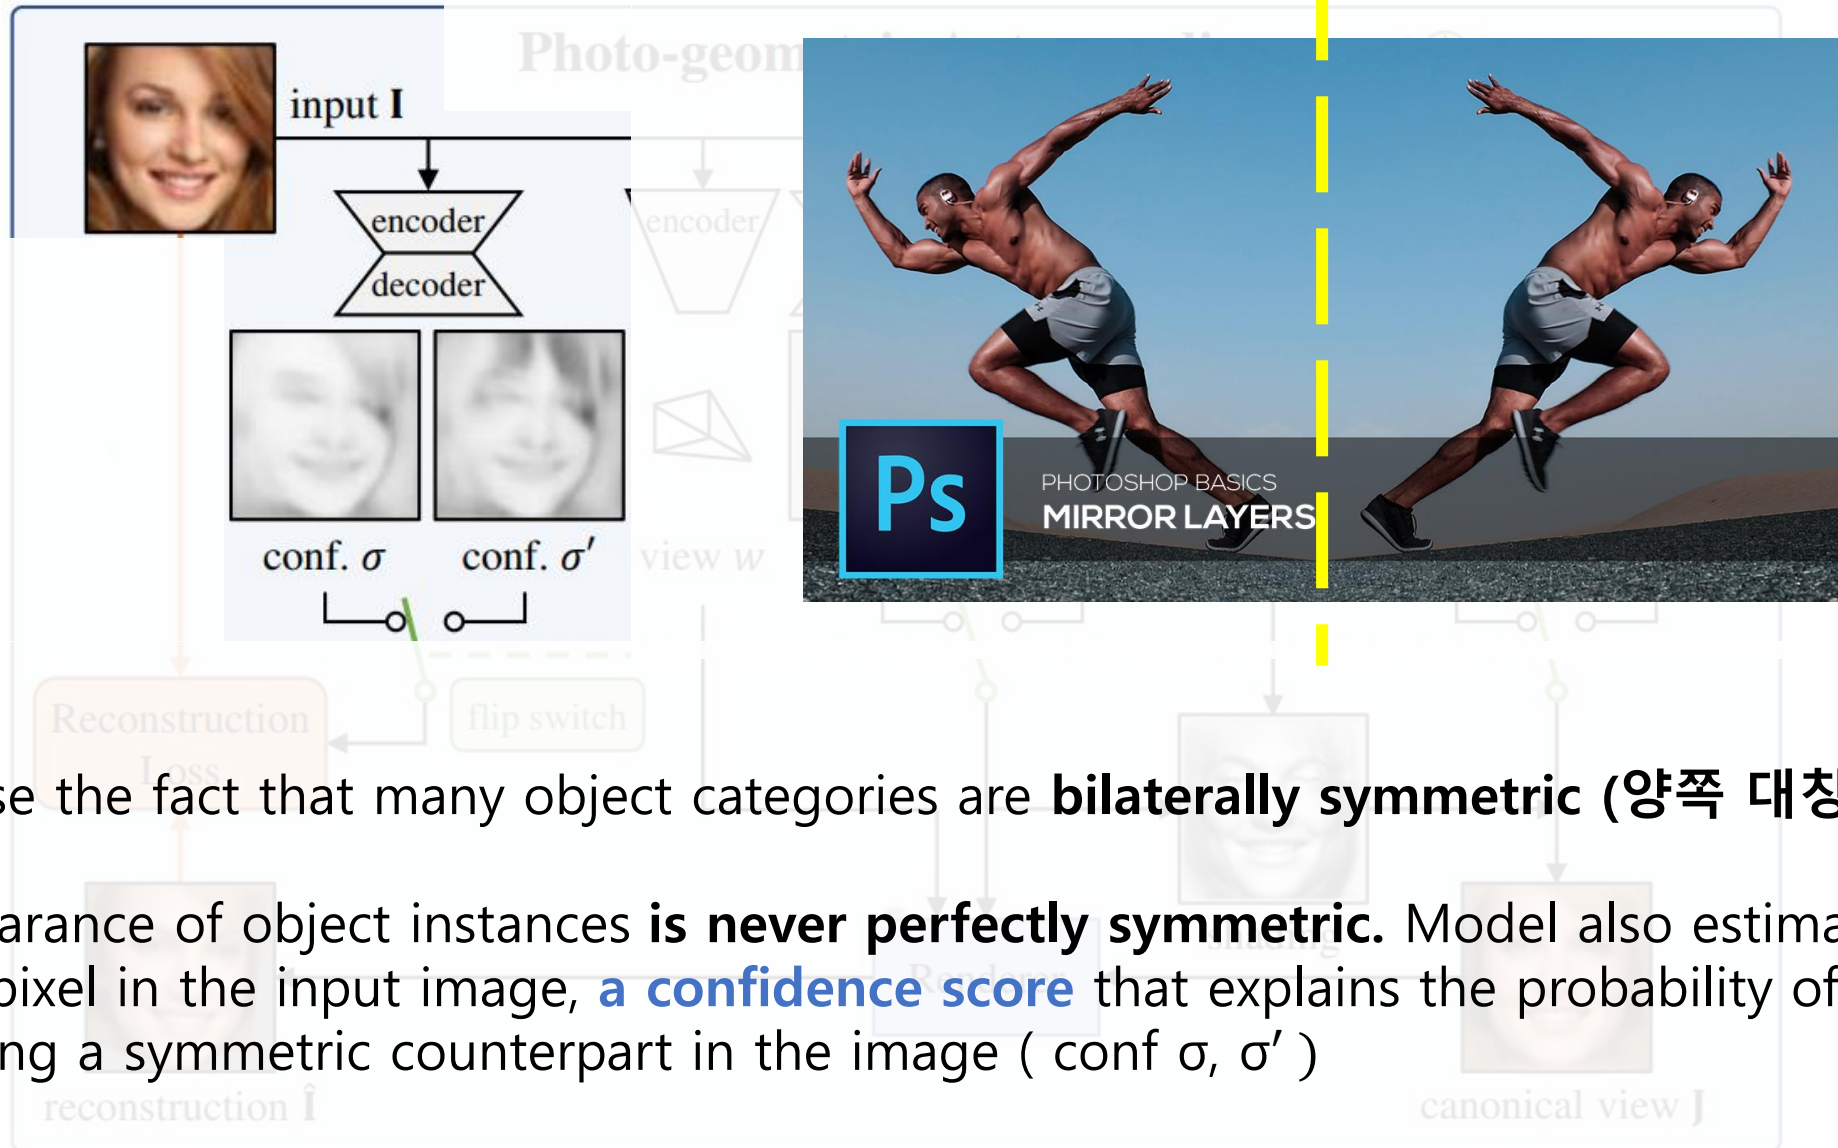 Photo-geom
input I
encoder
encoder
decoder
conf. σ
conf. σ′
view w
Ps
PHOTOSHOP BASICS
MIRROR LAYERS
Reconstruction
Loss
flip switch
se the fact that many object categories are bilaterally symmetric (양쪽 대칭
arance of object instances is never perfectly symmetric. Model also estima
shading
pixel in the input image, a confidence score that explains the probability of
Renderer
ng a symmetric counterpart in the image ( conf σ, σ′ )
reconstruction Î
canonical view J